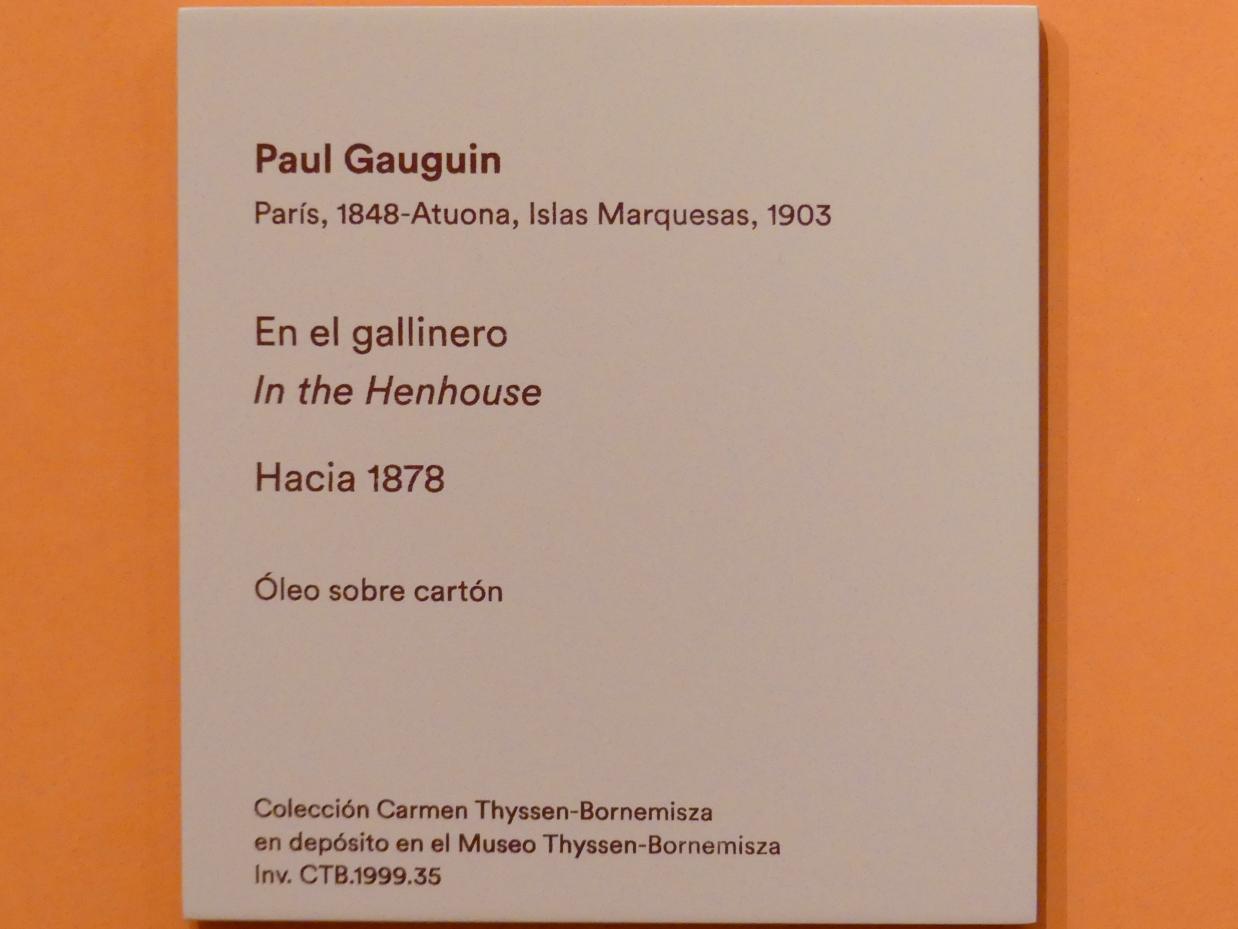 Paul Gauguin
París, 1848-Atuona, Islas Marquesas, 1903
En el gallinero
In the Henhouse
Hacia 1878
Óleo sobre cartón
Colección Carmen Thyssen-Bornemisza
en depósito en el Museo Thyssen-Bornemisza
Inv. CTB.1999.35